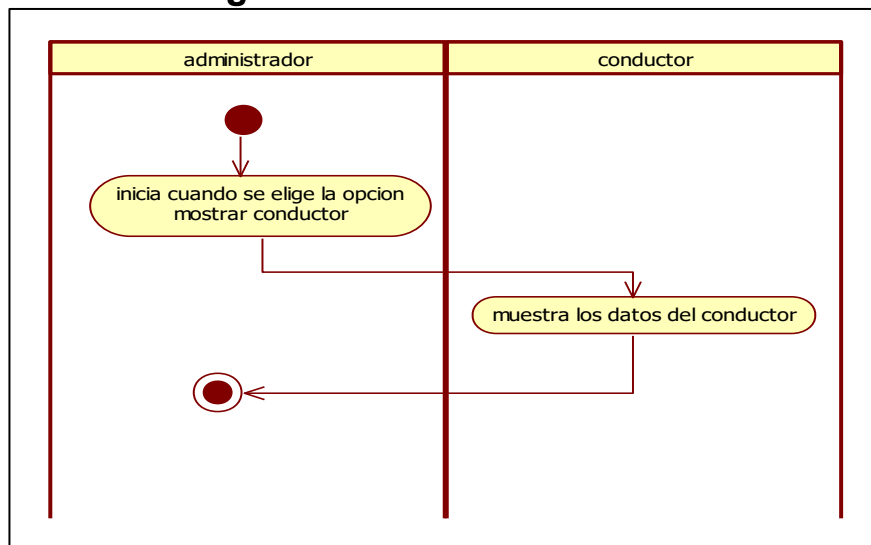 administrador
conductor
inicia cuando se elige la opcion
mostrar conductor
muestra los datos del conductor